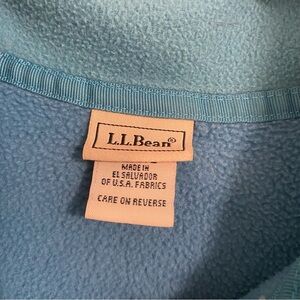 L.L.Bean®
MADE IN
EL SALVADOR
OF U.S.A. FABRICS
CARE ON REVERSE